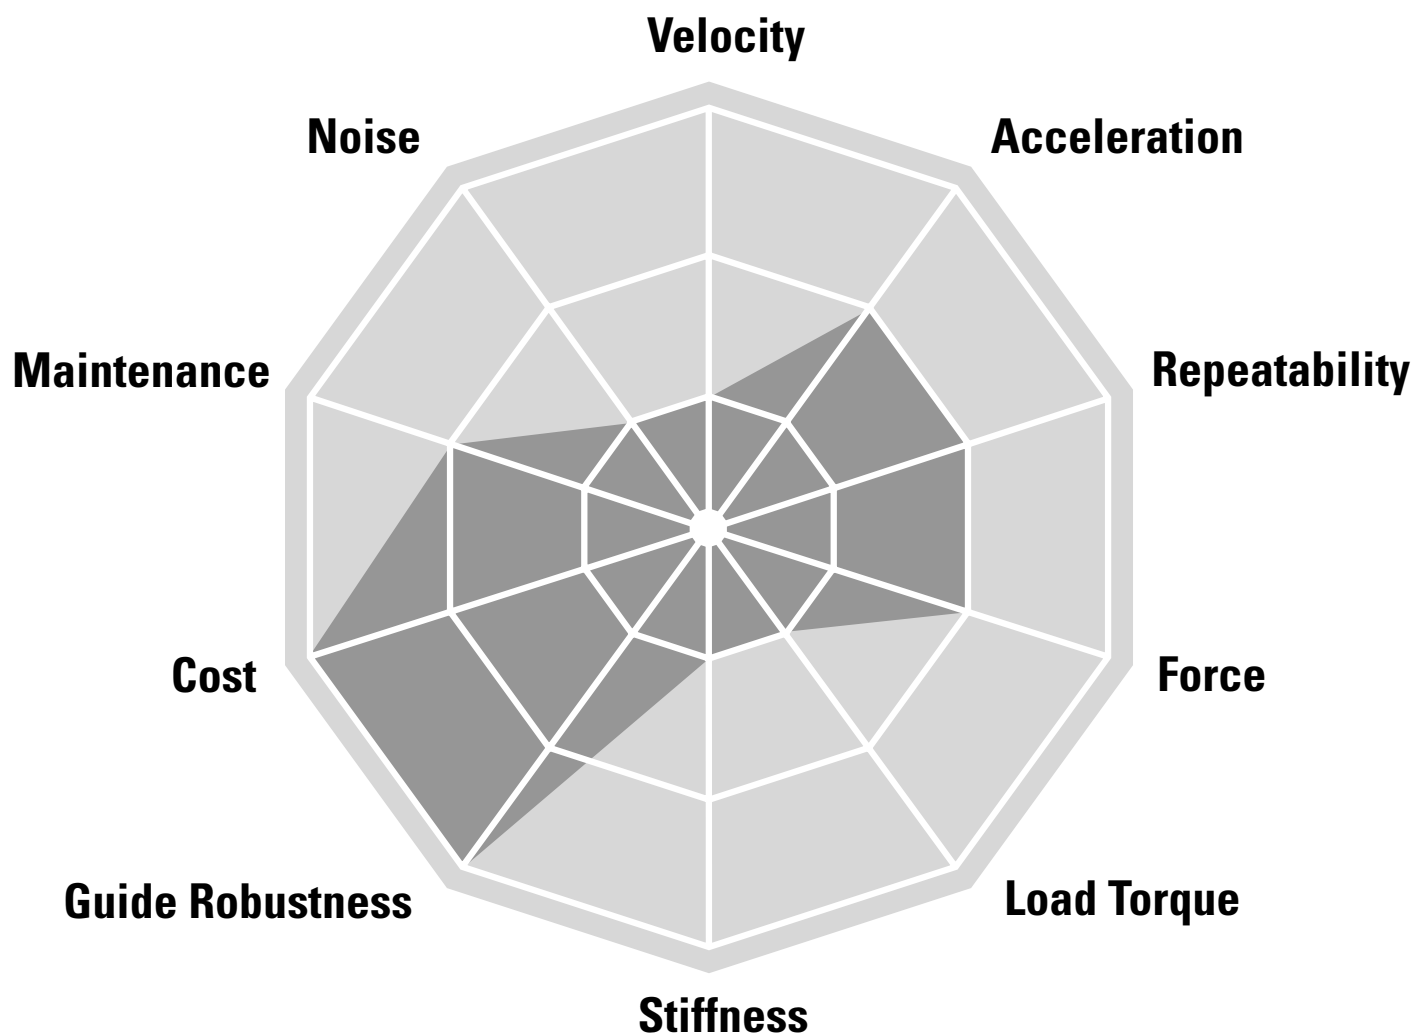 Velocity
Noise
Acceleration
Maintenance
Repeatability
Cost
Force
Guide Robustness
Load Torque
Stiffness